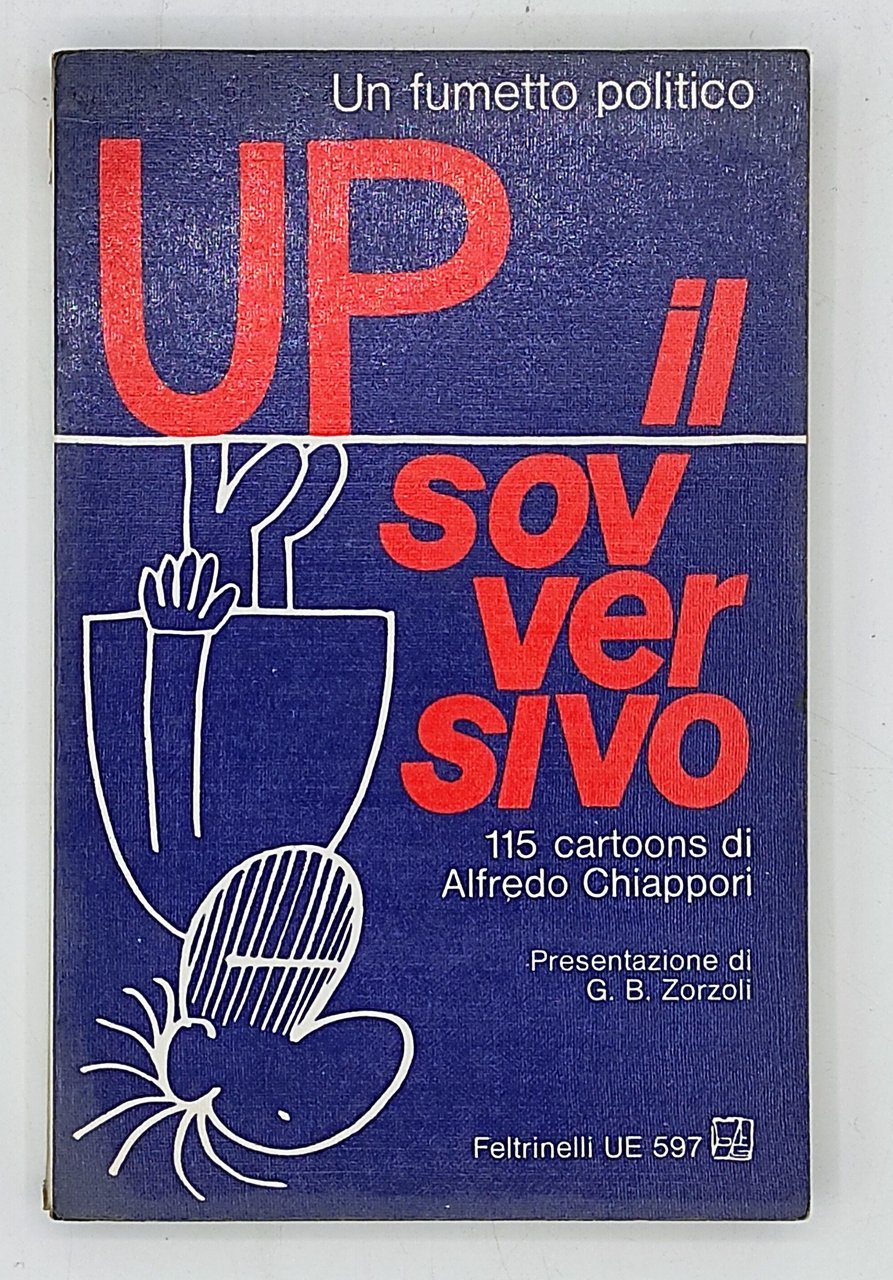 Un fumetto politico
UP
il
sov
ver
sivo
115 cartoons di
Alfredo Chiappori
Presentazione di
G. B. Zorzoli
Feltrinelli UE 597